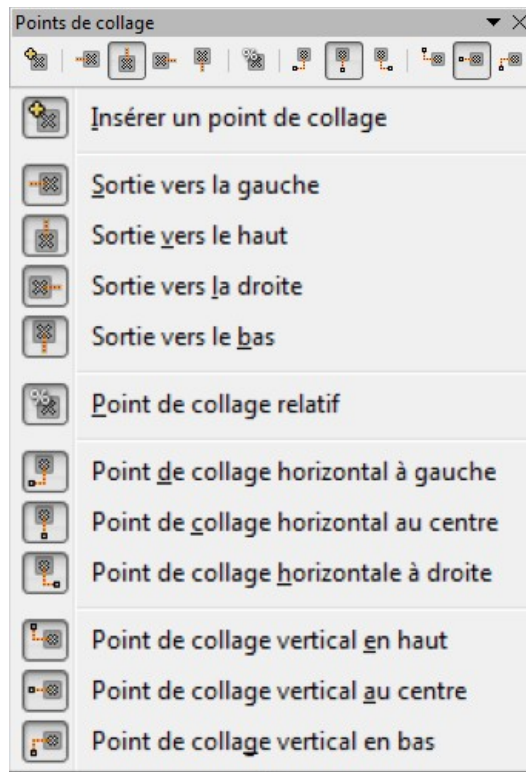 Points de collage
Insérer un point de collage
Sortie vers la gauche
Sortie vers le haut
Sortie vers la droite
Sortie vers le bas
Point de collage relatif
Point de collage horizontal à gauche
Point de collage horizontal au centre
Point de collage horizontale à droite
Point de collage vertical en haut
Point de collage vertical au centre
Point de collage vertical en bas